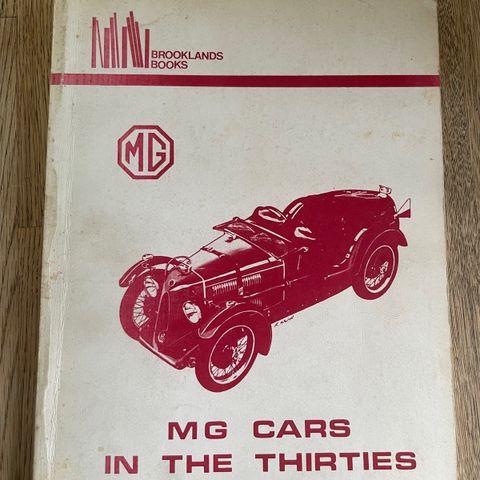 BROOKLANDS
BOOKS
MG
MG CARS
IN THE THIRTIES